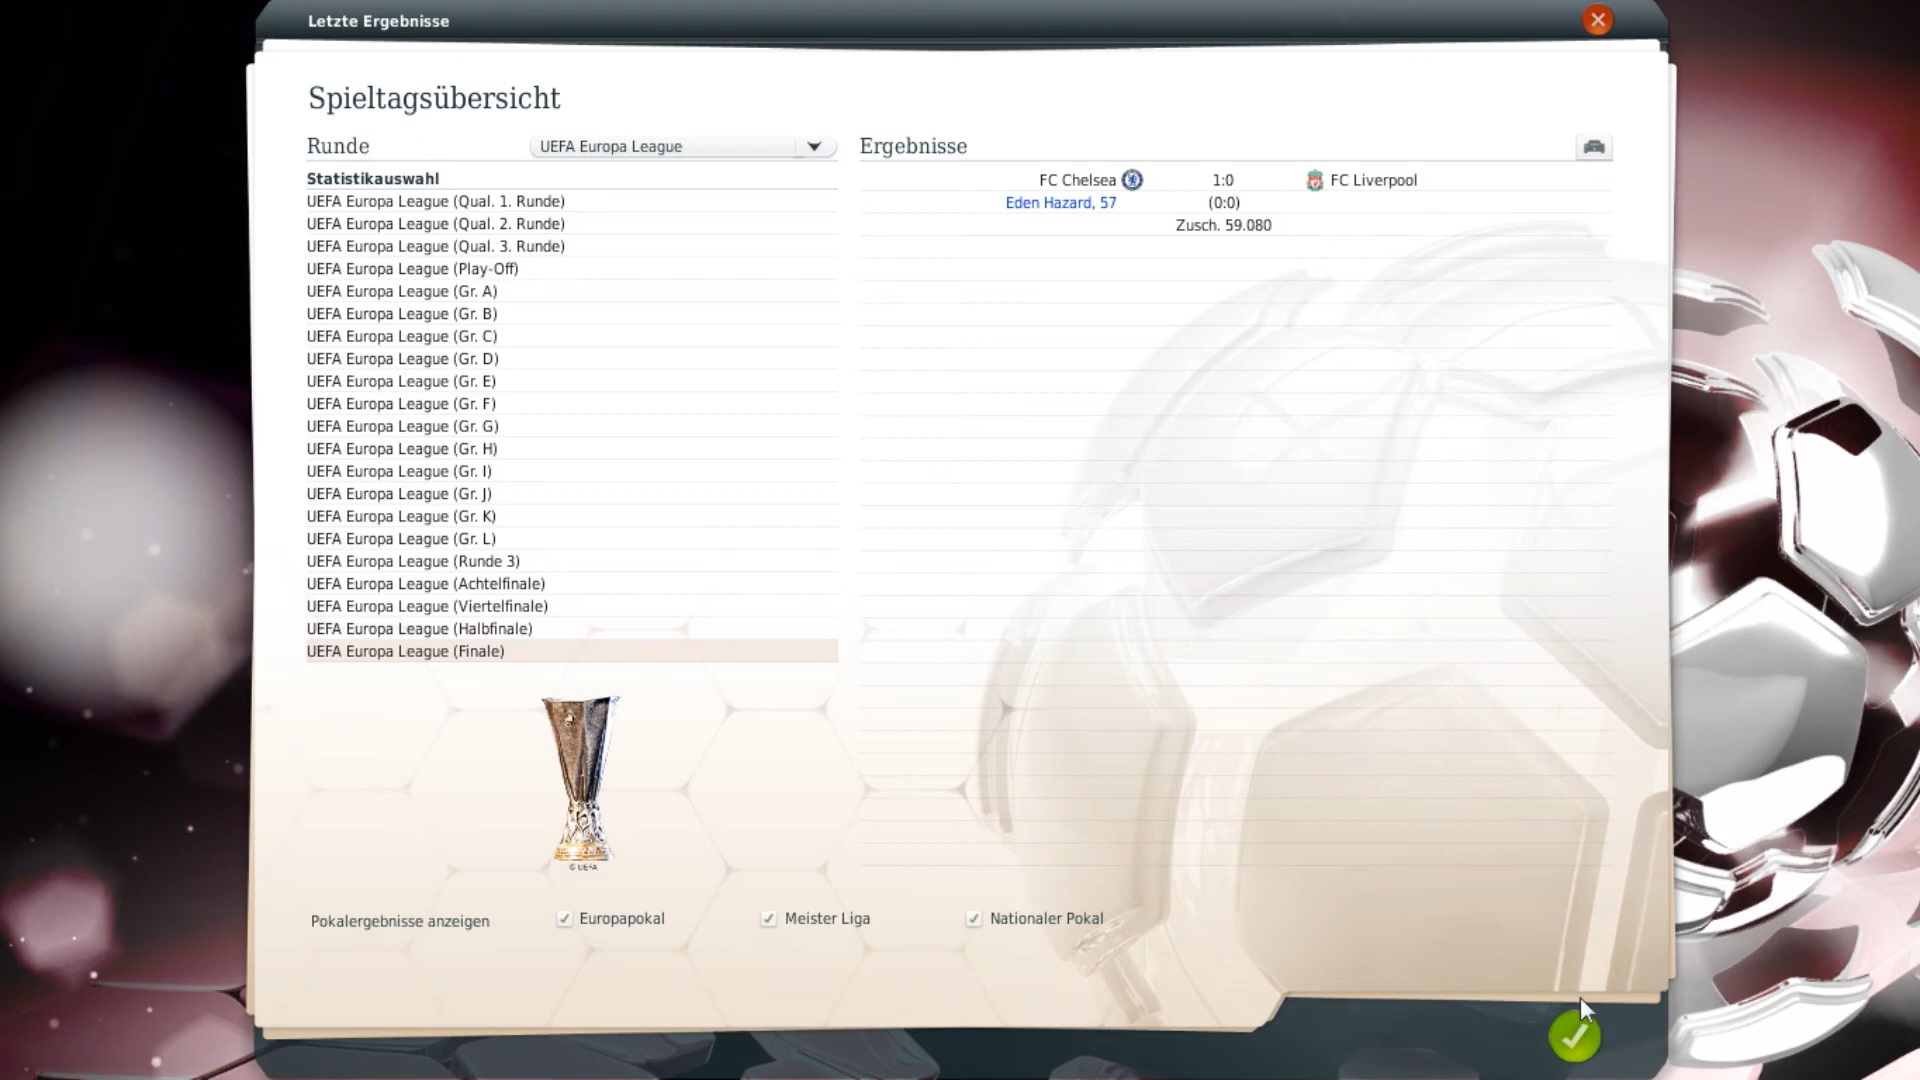 Letzte Ergebnisse
Spieltagsübersicht
Runde
UEFA Europa League
Statistikauswahl
UEFA Europa League (Qual. 1. Runde)
UEFA Europa League (Qual. 2. Runde)
UEFA Europa League (Qual. 3. Runde)
UEFA Europa League (Play-Off)
UEFA Europa League (Gr. A)
UEFA Europa League (Gr. B)
UEFA Europa League (Gr. C)
UEFA Europa League (Gr. D)
UEFA Europa League (Gr. E)
UEFA Europa League (Gr. F)
UEFA Europa League (Gr. G)
UEFA Europa League (Gr. H)
UEFA Europa League (Gr. I)
UEFA Europa League (Gr. J)
UEFA Europa League (Gr. K)
UEFA Europa League (Gr. L)
UEFA Europa League (Runde 3)
UEFA Europa League (Achtelfinale)
UEFA Europa League (Viertelfinale)
UEFA Europa League (Halbfinale)
UEFA Europa League (Finale)
© UEFA
Ergebnisse
FC Chelsea 1:0 FC Liverpool
Eden Hazard, 57 (0:0)
Zusch. 59.080
Pokalergebnisse anzeigen Europapokal Meister Liga Nationaler Pokal